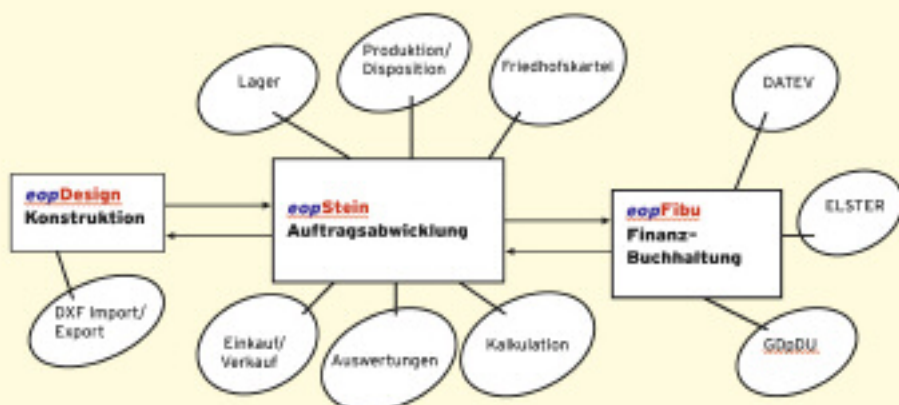 Lager
Produktion/
Disposition
Friedhofskartei
DATEV
eopDesign
Konstruktion
eopStein
Auftragsabwicklung
eopFibu
Finanz-
Buchhaltung
ELSTER
DXF Import/
Export
Einkauf/
Verkauf
Auswertungen
Kalkulation
GDpDU